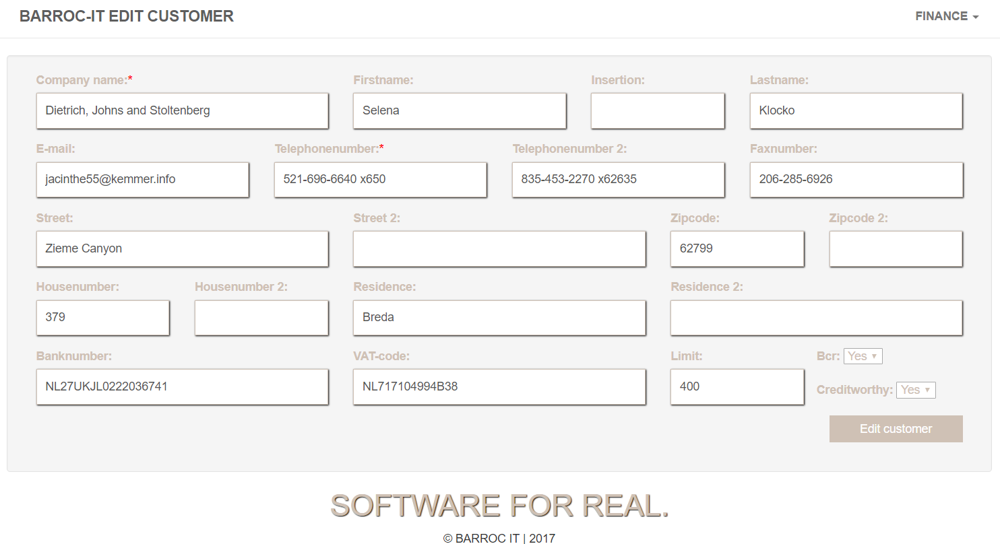 BARROC-IT EDIT CUSTOMER FINANCE
Company name:* Firstname: Insertion: Lastname:
Dietrich, Johns and Stoltenberg Selena Klocko
E-mail: Telephonenumber:* Telephonenumber 2: Faxnumber:
jacinthe55@kemmer.info 521-696-6640 x650 835-453-2270 x62635 206-285-6926
Street: Street 2: Zipcode: Zipcode 2:
Zieme Canyon 62799
Housenumber: Housenumber 2: Residence: Residence 2:
379 Breda
Banknumber: VAT-code: Limit: Bcr: Yes
NL27UKJL0222036741 NL717104994B38 400
Creditworthy: Yes
Edit customer
SOFTWARE FOR REAL.
© BARROC IT | 2017